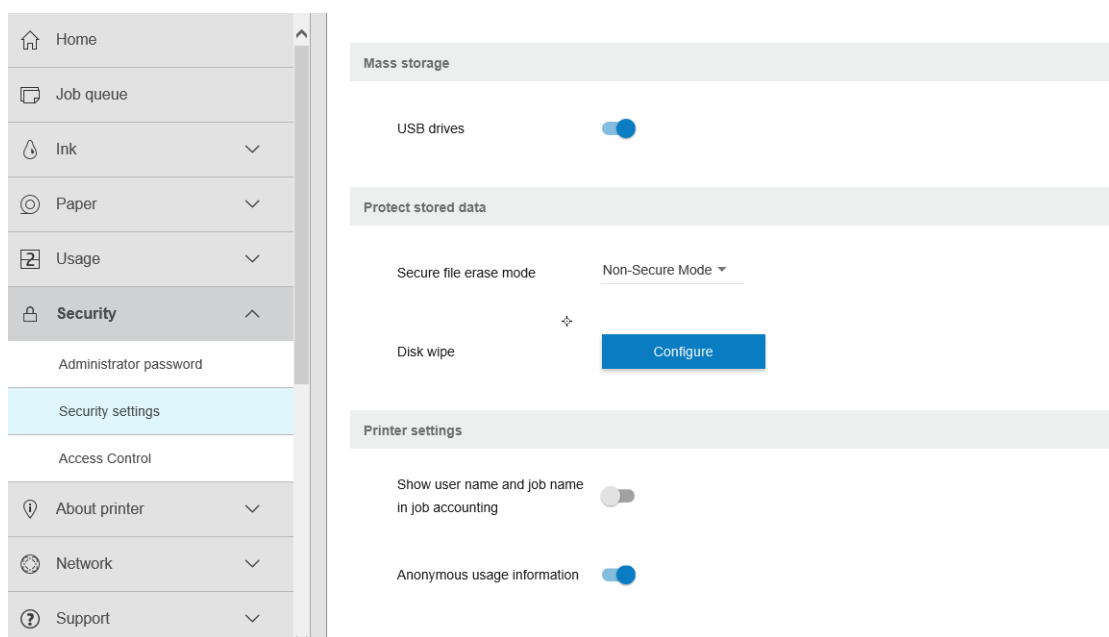 Home
Job queue
Ink
Paper
Usage
Security
Administrator password
Security settings
Access Control
About printer
Network
Support
Mass storage
USB drives
Protect stored data
Secure file erase mode
Non-Secure Mode
Disk wipe
Configure
Printer settings
Show user name and job name
in job accounting
Anonymous usage information